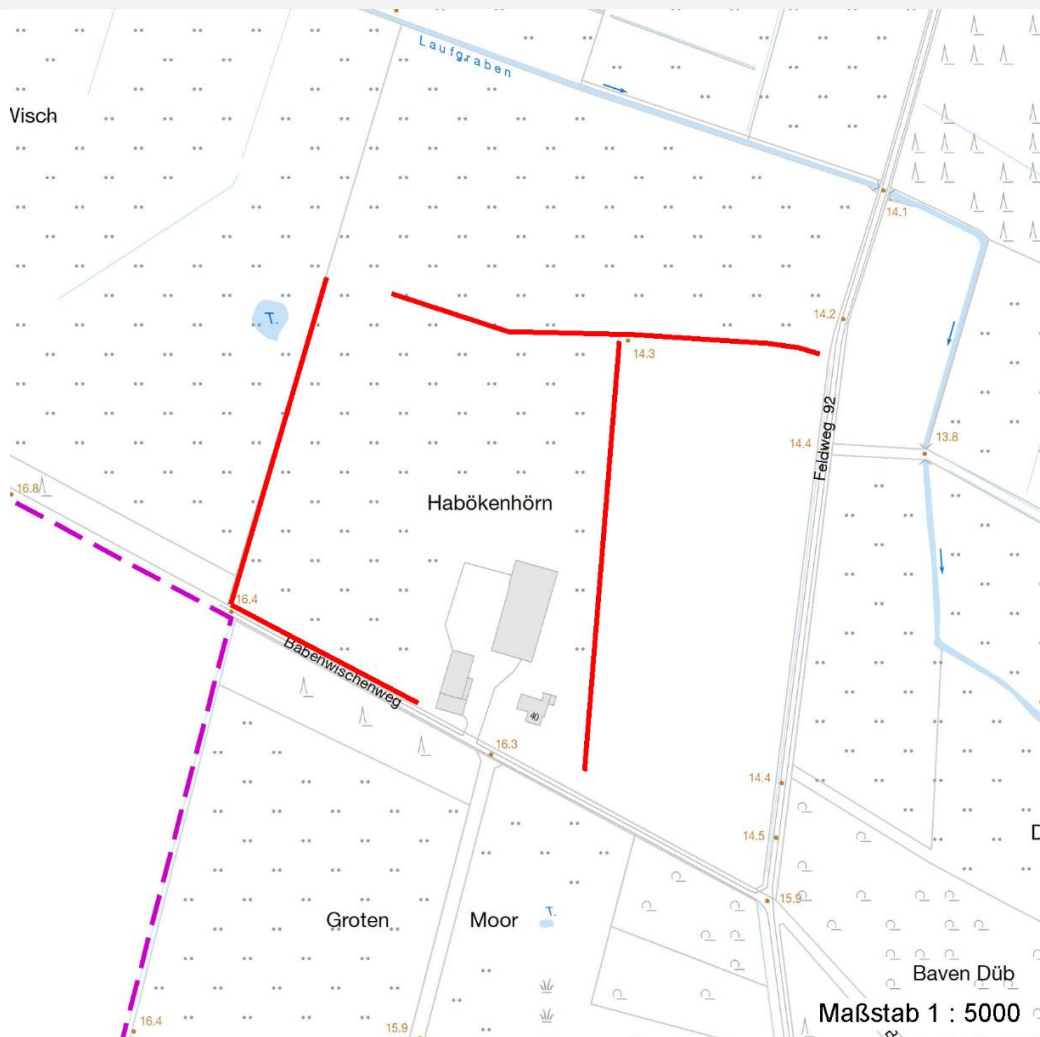 Laufgraben
Visch
14.1
T.
14.2
14.3
Feldweg 92
14.4
13.8
16.8
Habökenhörn
16.4
Babenwischenweg
40
16.3
14.4
14.5
15.9
T.
Groten
Moor
Baven Düb
Maßstab 1 : 5000
16.4
15.9